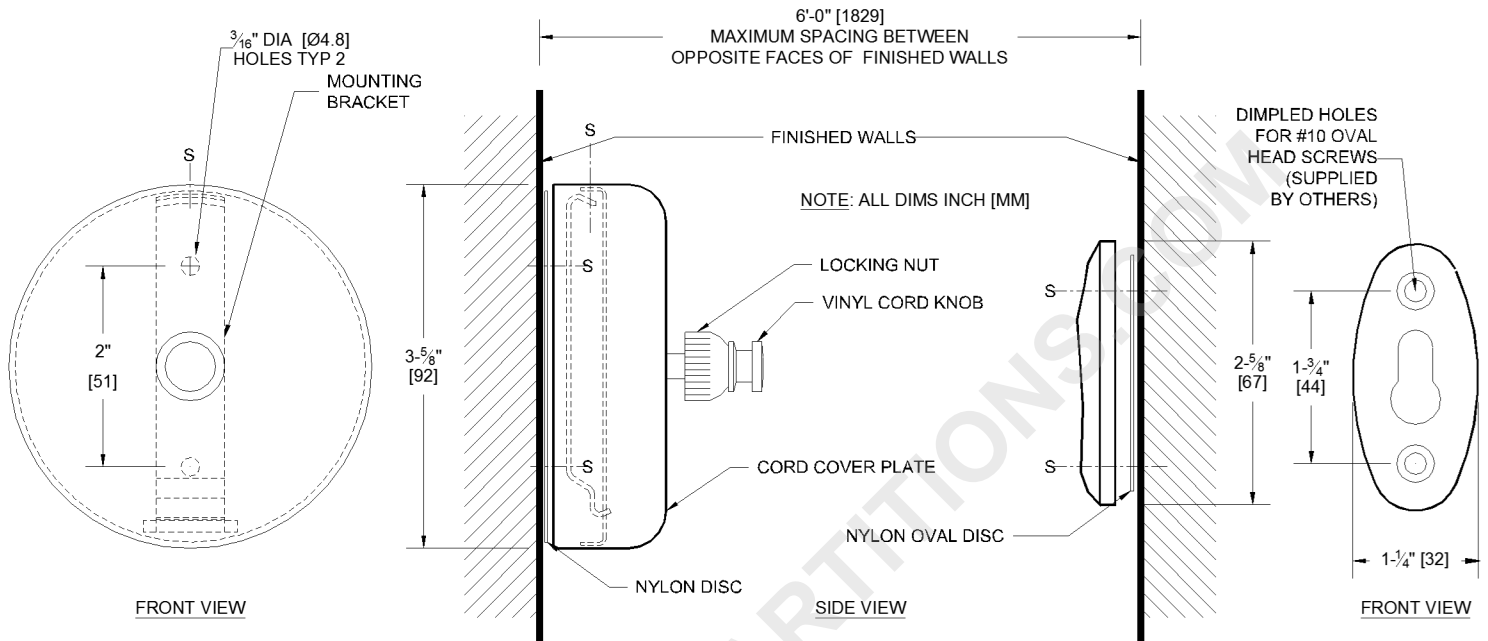 6'-0" [1829]
MAXIMUM SPACING BETWEEN
OPPOSITE FACES OF FINISHED WALLS
3⁄16" DIA [Ø4.8]
HOLES TYP 2
MOUNTING
BRACKET
S
2"
[51]
FRONT VIEW
3-5⁄8"
[92]
S
S
S
FINISHED WALLS
NOTE: ALL DIMS INCH [MM]
LOCKING NUT
VINYL CORD KNOB
CORD COVER PLATE
NYLON OVAL DISC
NYLON DISC
SIDE VIEW
S
S
2-5⁄8"
[67]
DIMPLED HOLES
FOR #10 OVAL
HEAD SCREWS
(SUPPLIED
BY OTHERS)
1-3⁄4"
[44]
1-1⁄4" [32]
FRONT VIEW
ARTITIONS.COM